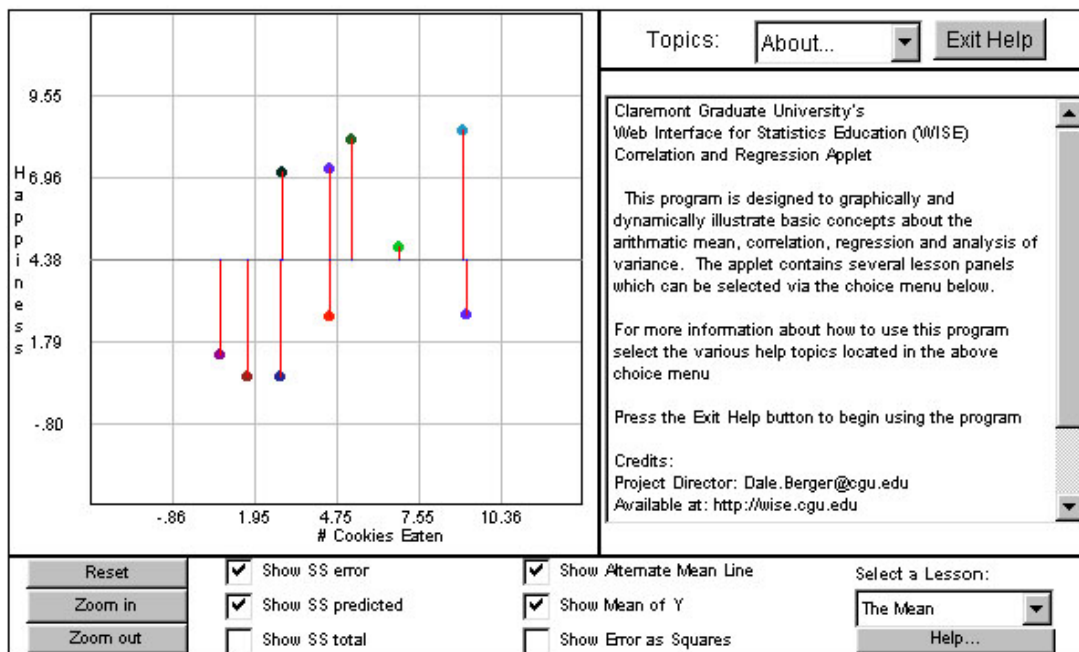 Topics:
About...
Exit Help
9.55
6.96
4.38
1.79
-.80
Happiness
-.86
1.95
4.75
7.55
10.36
# Cookies Eaten
Claremont Graduate University's
Web Interface for Statistics Education (WISE)
Correlation and Regression Applet
This program is designed to graphically and
dynamically illustrate basic concepts about the
arithmatic mean, correlation, regression and analysis of
variance. The applet contains several lesson panels
which can be selected via the choice menu below.
For more information about how to use this program
select the various help topics located in the above
choice menu
Press the Exit Help button to begin using the program
Credits:
Project Director: Dale.Berger@cgu.edu
Available at: http://wise.cgu.edu
Reset
Zoom in
Zoom out
Show SS error
Show SS predicted
Show SS total
Show Alternate Mean Line
Show Mean of Y
Show Error as Squares
Select a Lesson:
The Mean
Help...